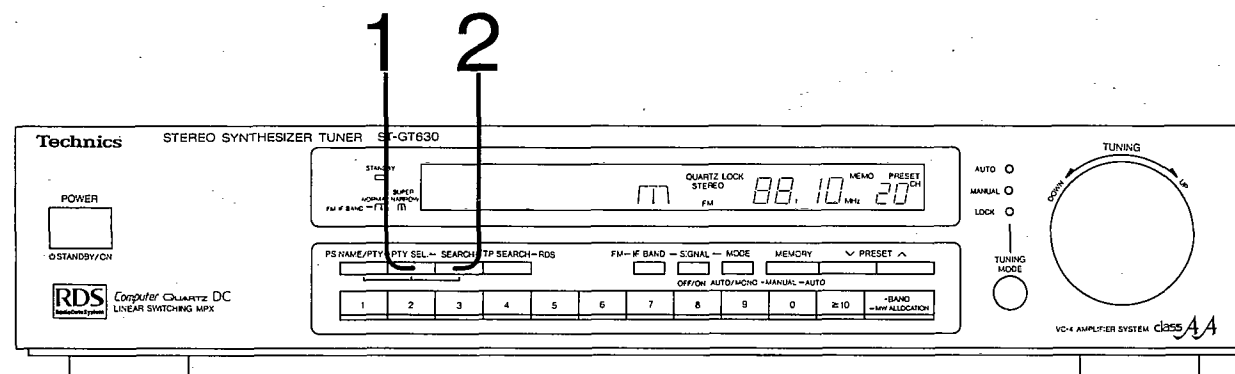 1 2
Technics STEREO SYNTHESIZER TUNER ST-GT630
STANDBY
SUPER
NORMAL NARROW
FM IF BAND
QUARTZ LOCK
STEREO
FM
88.10 MHz
MEMO
PRESET
20 CH
AUTO
MANUAL
LOCK
TUNING
DOWN UP
TUNING MODE
POWER
STANDBY/ON
PS NAME/PTY PTY SEL. SEARCH TP SEARCH-RDS
FM-IF BAND - SIGNAL - MODE MEMORY ∨ PRESET ∧
OFF/ON AUTO/MONO -MANUAL -AUTO
1 2 3 4 5 6 7 8 9 0 ≥10 -BAND
-MW ALLOCATION
RDS
Radio Data System
Computer QUARTZ DC
LINEAR SWITCHING MPX
VC-4 AMPLIFIER SYSTEM class AA